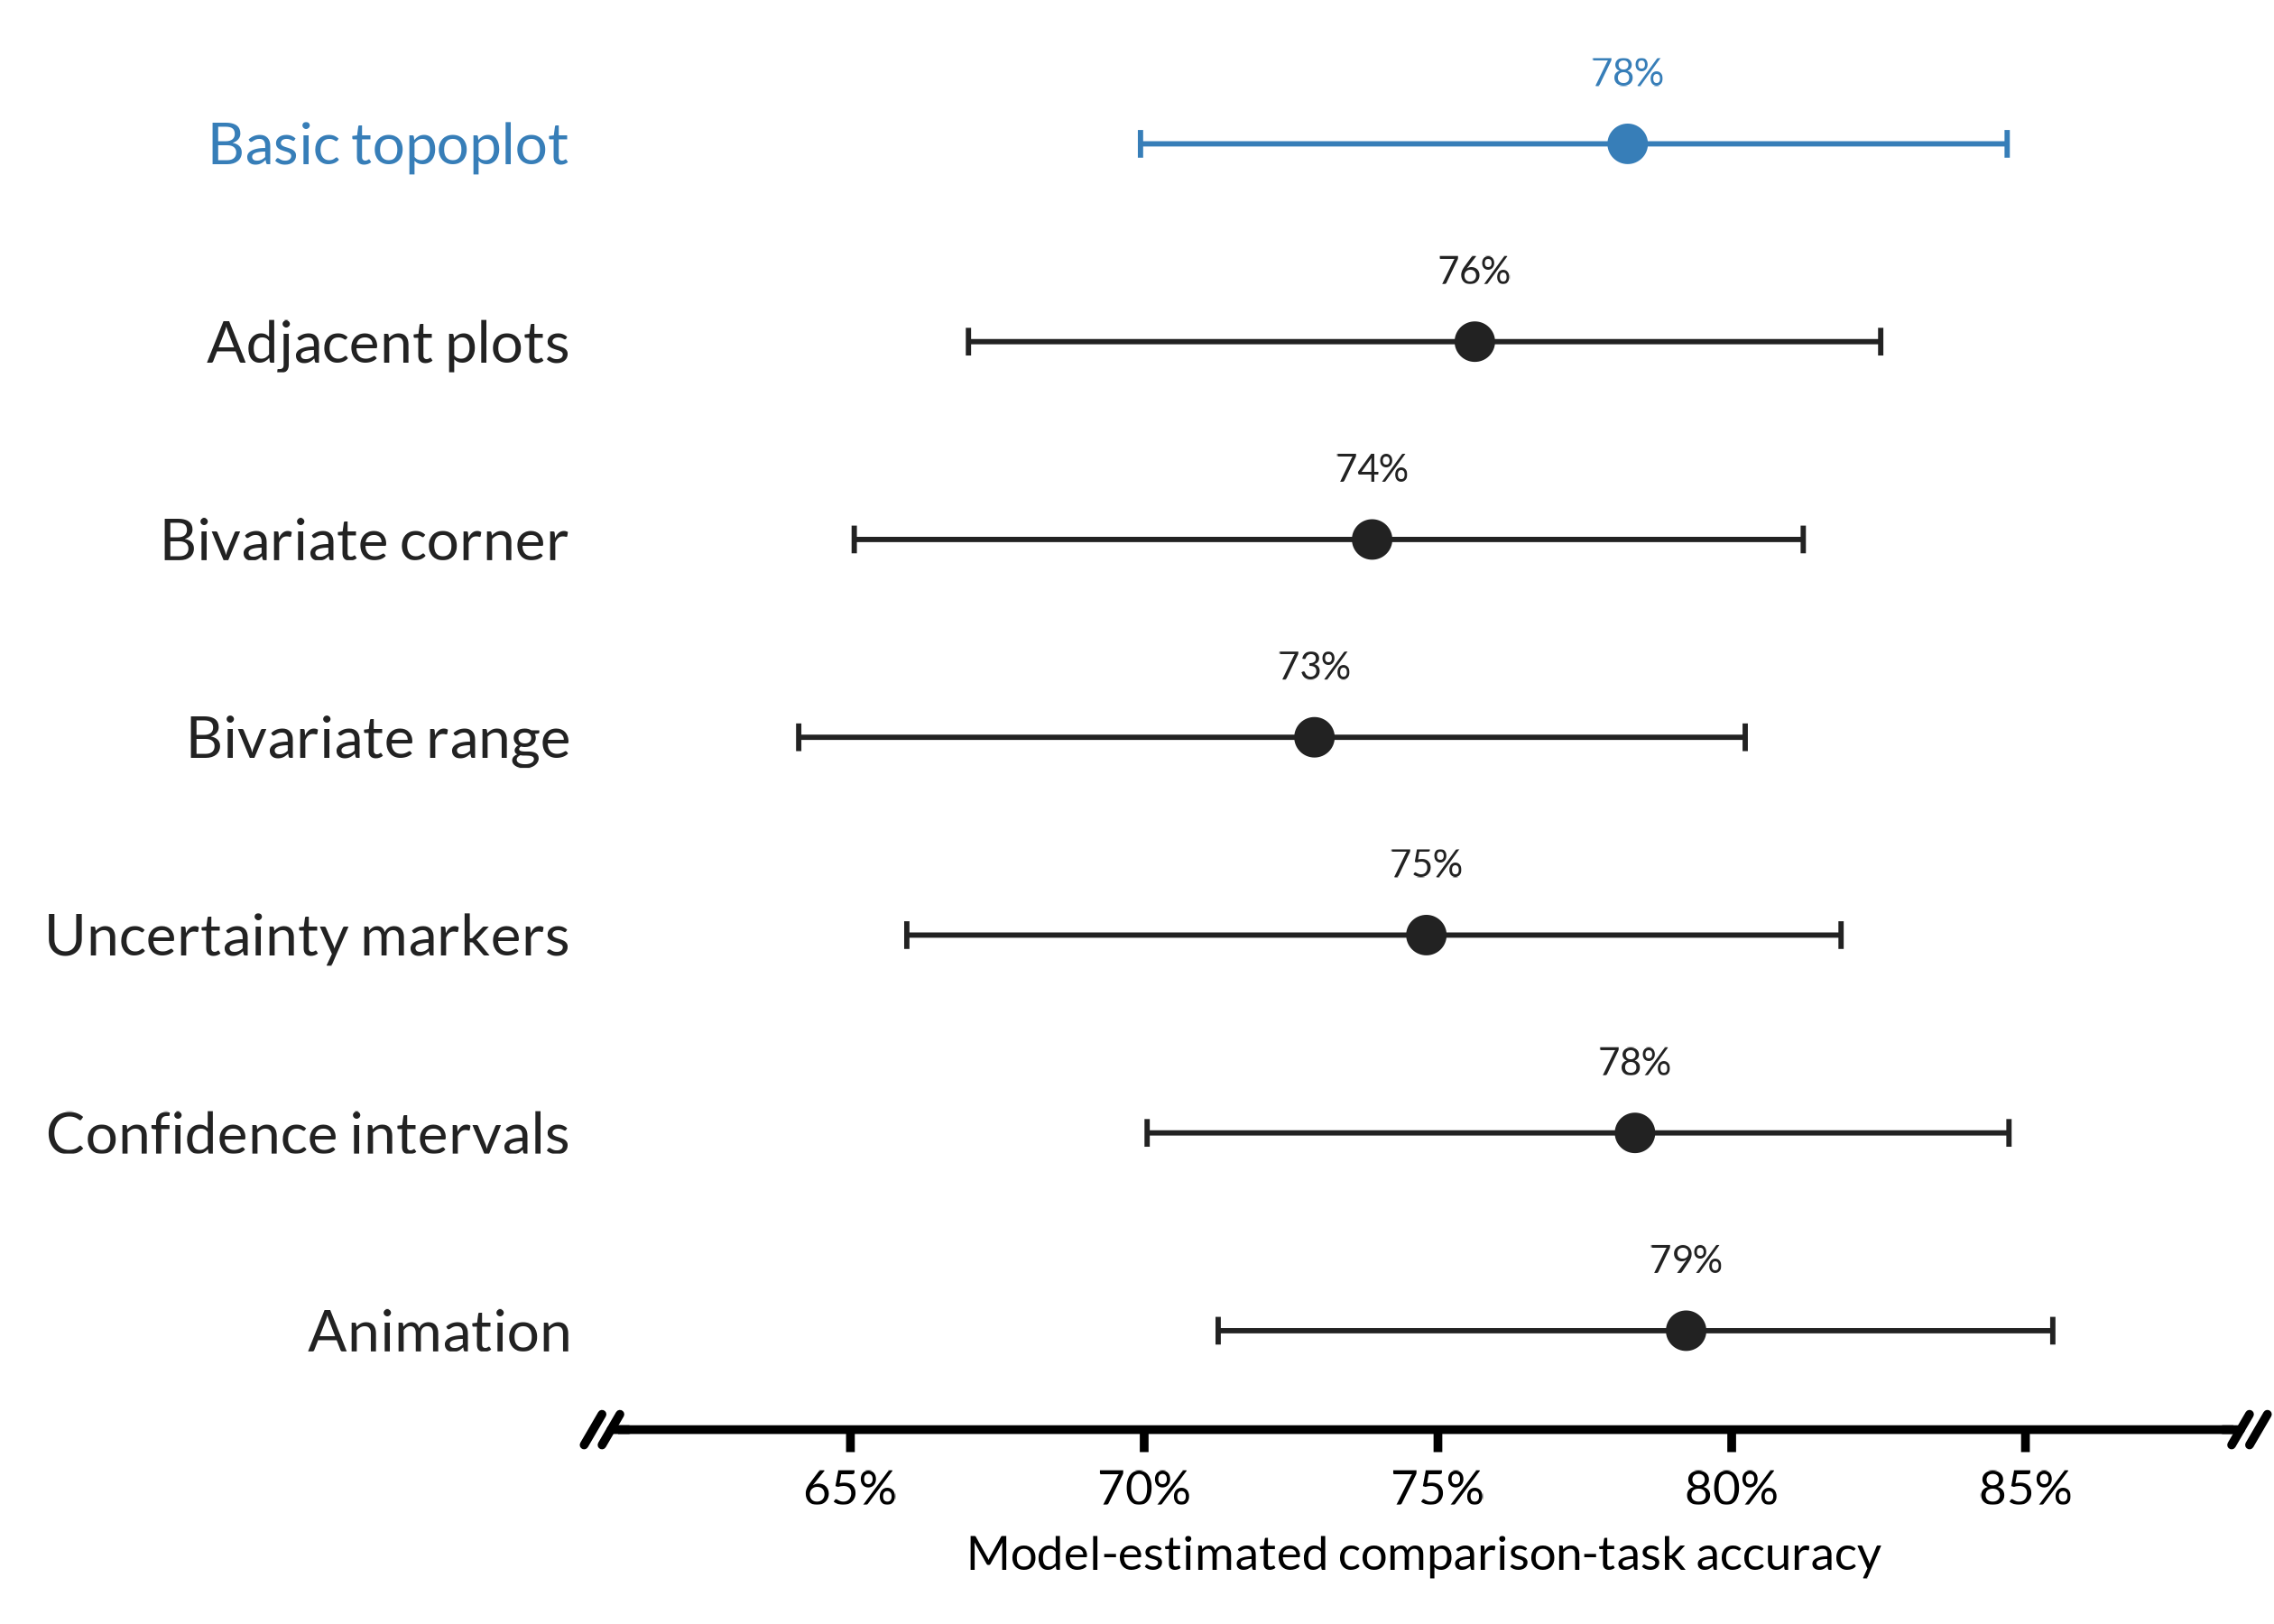 78%
Basic topoplot
76%
Adjacent plots
74%
Bivariate corner
73%
Bivariate range
75%
Uncertainty markers
78%
Confidence intervals
79%
Animation
65% 70% 75% 80% 85%
Model-estimated comparison-task accuracy